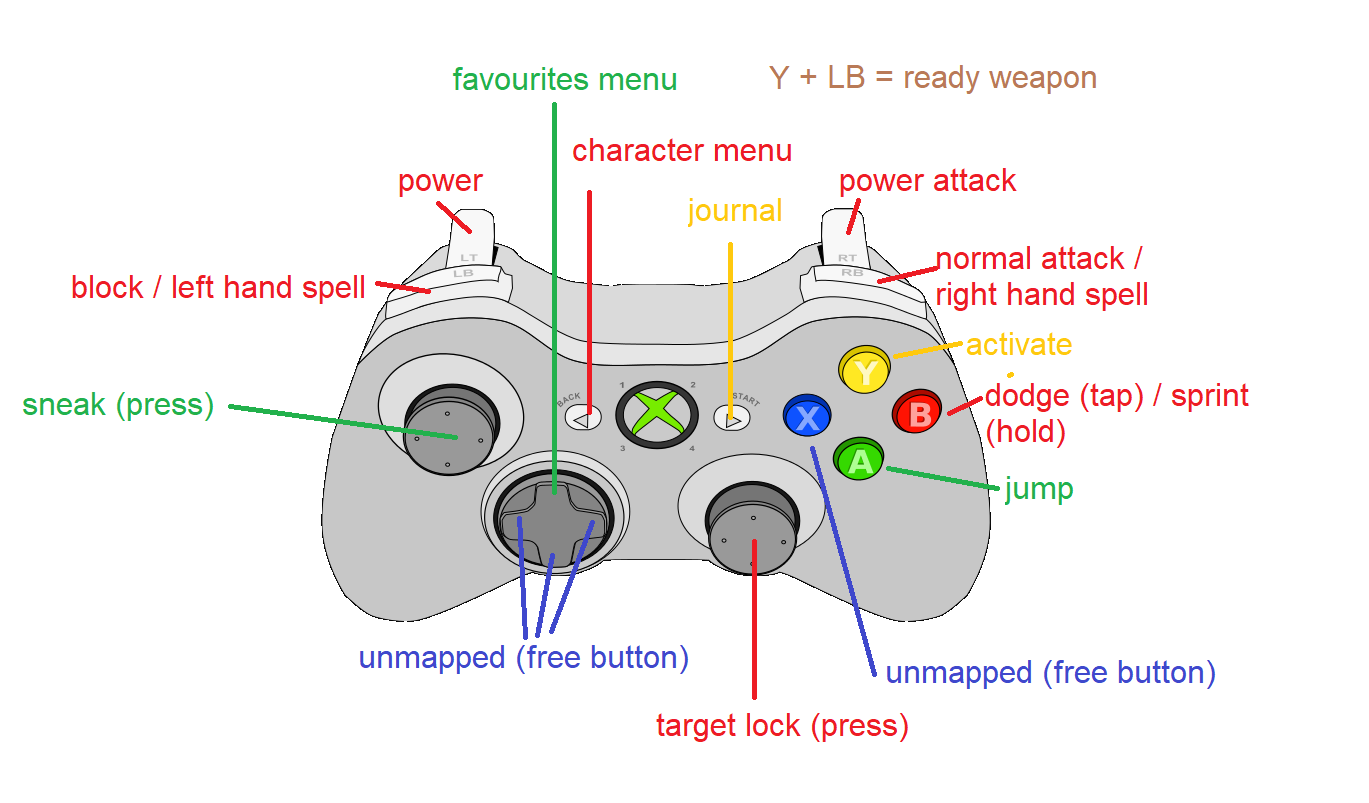 favourites menu
Y + LB = ready weapon
character menu
power
power attack
journal
LT
RT
LB
RB
block / left hand spell
normal attack /
right hand spell
activate
Y
sneak (press)
BACK
1
2
START
3
4
X
B
dodge (tap) / sprint
(hold)
A
jump
unmapped (free button)
unmapped (free button)
target lock (press)